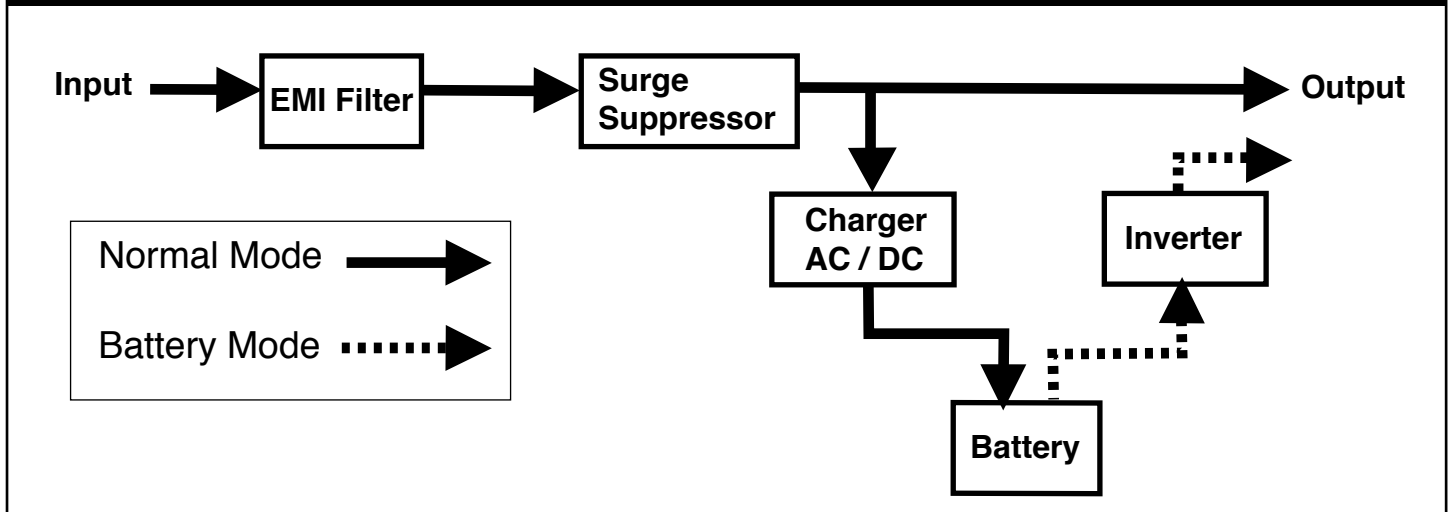 Input
EMI Filter
Surge
Suppressor
Output
Charger
AC / DC
Inverter
Normal Mode
Battery Mode
Battery